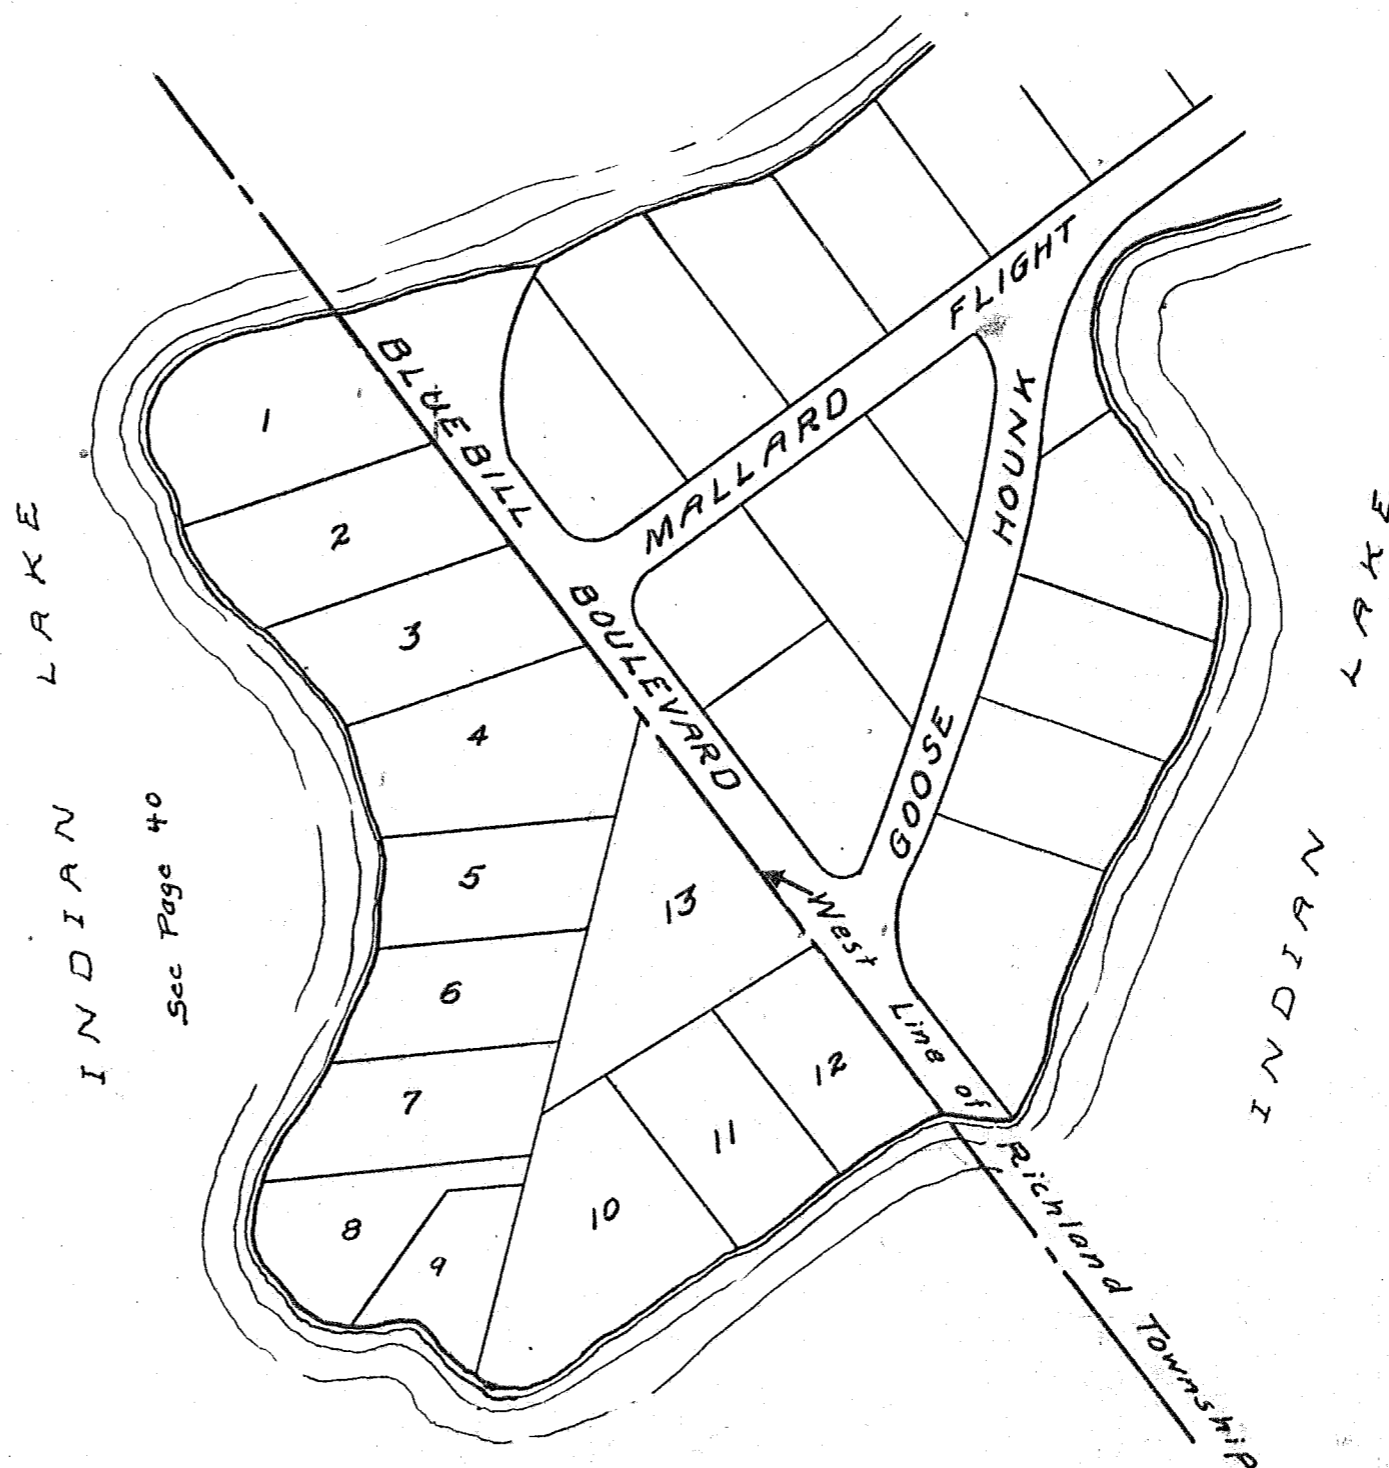 BLUEBILL BOULEVARD
MALLARD FLIGHT
GOOSE HOUNK
1
2
3
4
5
6
7
8
9
10
11
12
13
INDIAN LAKE
See Page 40
INDIAN LAKE
West Line of Richland Township